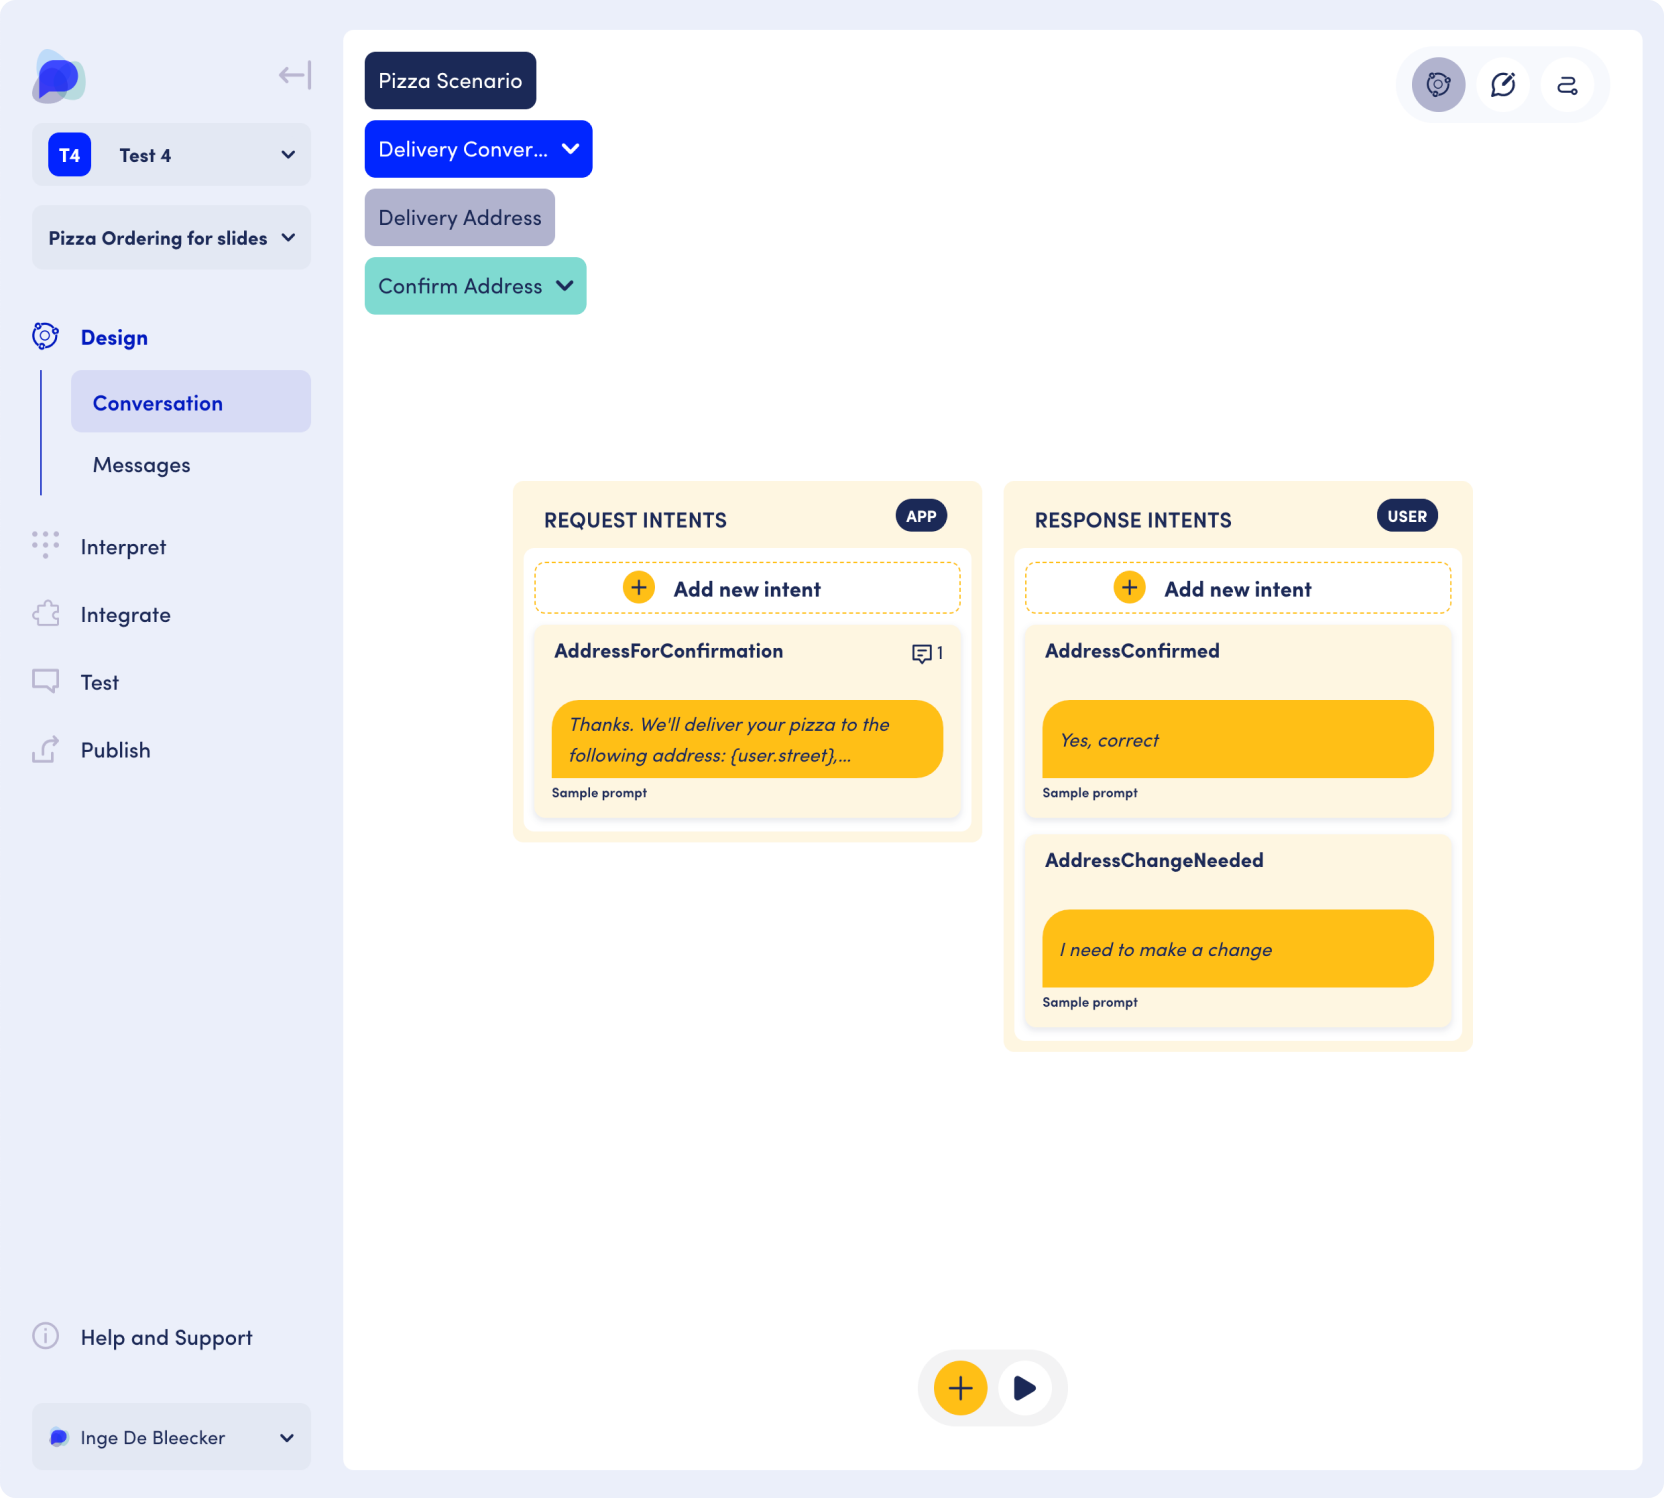 T4
Test 4
Pizza Ordering for slides
Design
Conversation
Messages
Interpret
Integrate
Test
Publish
Help and Support
Inge De Bleecker
Pizza Scenario
Delivery Conver...
Delivery Address
Confirm Address
REQUEST INTENTS
APP
Add new intent
AddressForConfirmation
1
Thanks. We'll deliver your pizza to the
following address: {user.street},...
Sample prompt
RESPONSE INTENTS
USER
Add new intent
AddressConfirmed
Yes, correct
Sample prompt
AddressChangeNeeded
I need to make a change
Sample prompt